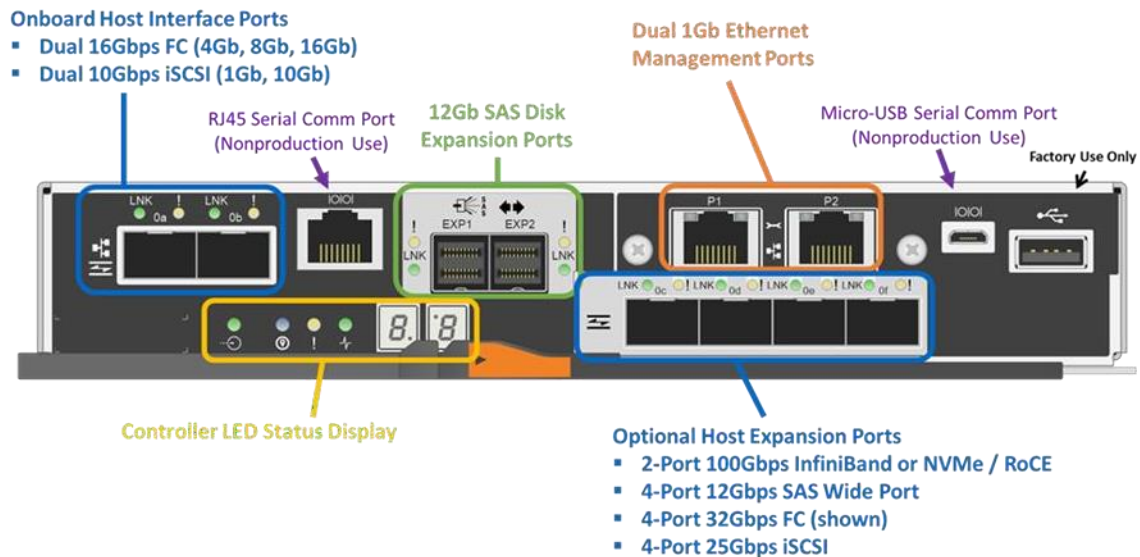 Onboard Host Interface Ports
▪ Dual 16Gbps FC (4Gb, 8Gb, 16Gb)
▪ Dual 10Gbps iSCSI (1Gb, 10Gb)
RJ45 Serial Comm Port
(Nonproduction Use)
12Gb SAS Disk
Expansion Ports
Dual 1Gb Ethernet
Management Ports
Micro-USB Serial Comm Port
(Nonproduction Use)
Factory Use Only
LNK ! LNK !
0a 0b
IOIOI
SAS
EXP1 EXP2
! !
LNK LNK
P1 P2
IOIOI
LNK 0c ! LNK 0d ! LNK 0e ! LNK 0f !
!
8. 8
Controller LED Status Display
Optional Host Expansion Ports
▪ 2-Port 100Gbps InfiniBand or NVMe / RoCE
▪ 4-Port 12Gbps SAS Wide Port
▪ 4-Port 32Gbps FC (shown)
▪ 4-Port 25Gbps iSCSI